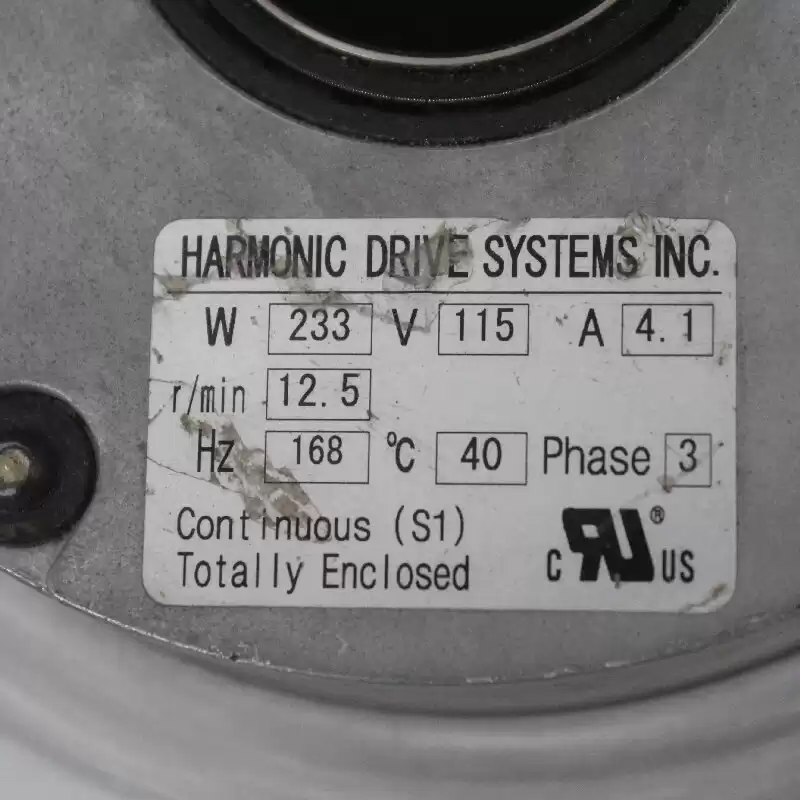 HARMONIC DRIVE SYSTEMS INC.
W 233 V 115 A 4.1
r/min 12.5
Hz 168 ℃ 40 Phase 3
Continuous (S1)
Totally Enclosed
C RU ® US